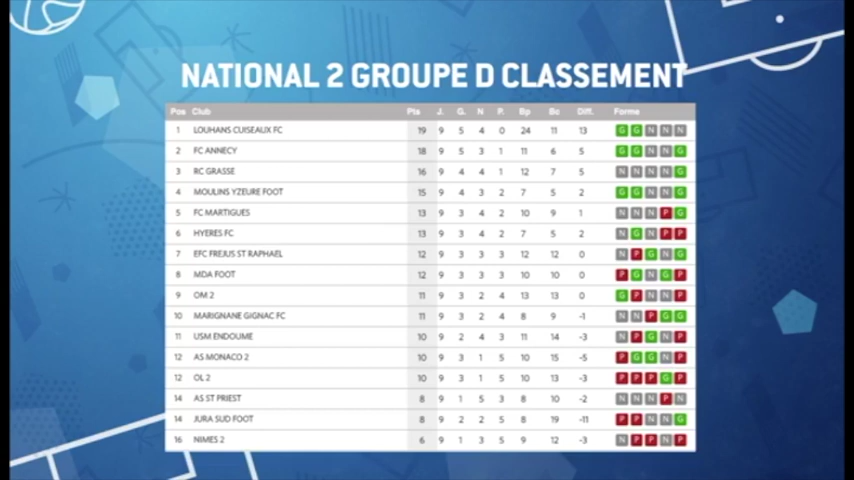 NATIONAL 2 GROUPE D CLASSEMENT
Pos Club Pts J. G. N P. Bp Bc Diff. Forme
1 LOUHANS CUISEAUX FC 19 9 5 4 0 24 11 13 G G N N N
2 FC ANNECY 18 9 5 3 1 11 6 5 G G N N G
3 RC GRASSE 16 9 4 4 1 12 7 5 N N N N G
4 MOULINS YZEURE FOOT 15 9 4 3 2 7 5 2 G G N N G
5 FC MARTIGUES 13 9 3 4 2 10 9 1 N N N P G
6 HYERES FC 13 9 3 4 2 7 5 2 N G N P P
7 EFC FREJUS ST RAPHAEL 12 9 3 3 3 12 12 0 N P G N G
8 MDA FOOT 12 9 3 3 3 10 10 0 P G N G P
9 OM 2 11 9 3 2 4 13 13 0 G P N N P
10 MARIGNANE GIGNAC FC 11 9 3 2 4 8 9 -1 N N P G G
11 USM ENDOUME 10 9 2 4 3 11 14 -3 N P G N P
12 AS MONACO 2 10 9 3 1 5 10 15 -5 P G G N P
12 OL 2 10 9 3 1 5 10 13 -3 P P P G P
14 AS ST PRIEST 8 9 1 5 3 8 10 -2 N N N P N
14 JURA SUD FOOT 8 9 2 2 5 8 19 -11 P P N N G
16 NIMES 2 6 9 1 3 5 9 12 -3 N P P N P